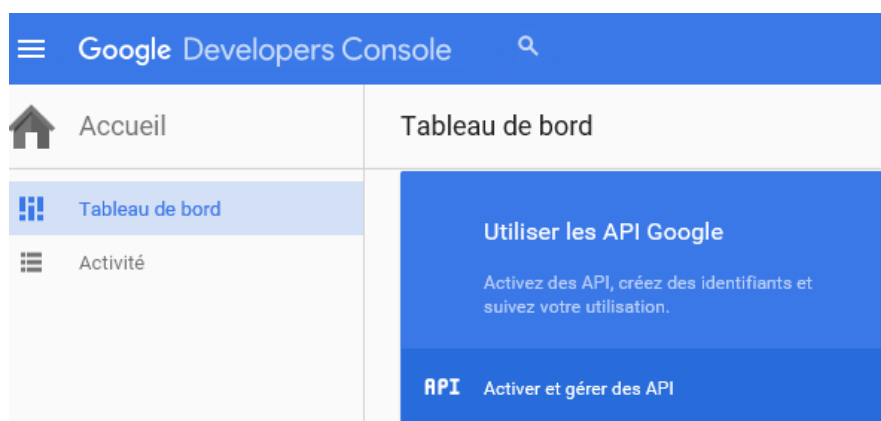 Google Developers Console
Accueil
Tableau de bord
Tableau de bord
Activité
Utiliser les API Google
Activez des API, créez des identifiants et
suivez votre utilisation.
API Activer et gérer des API